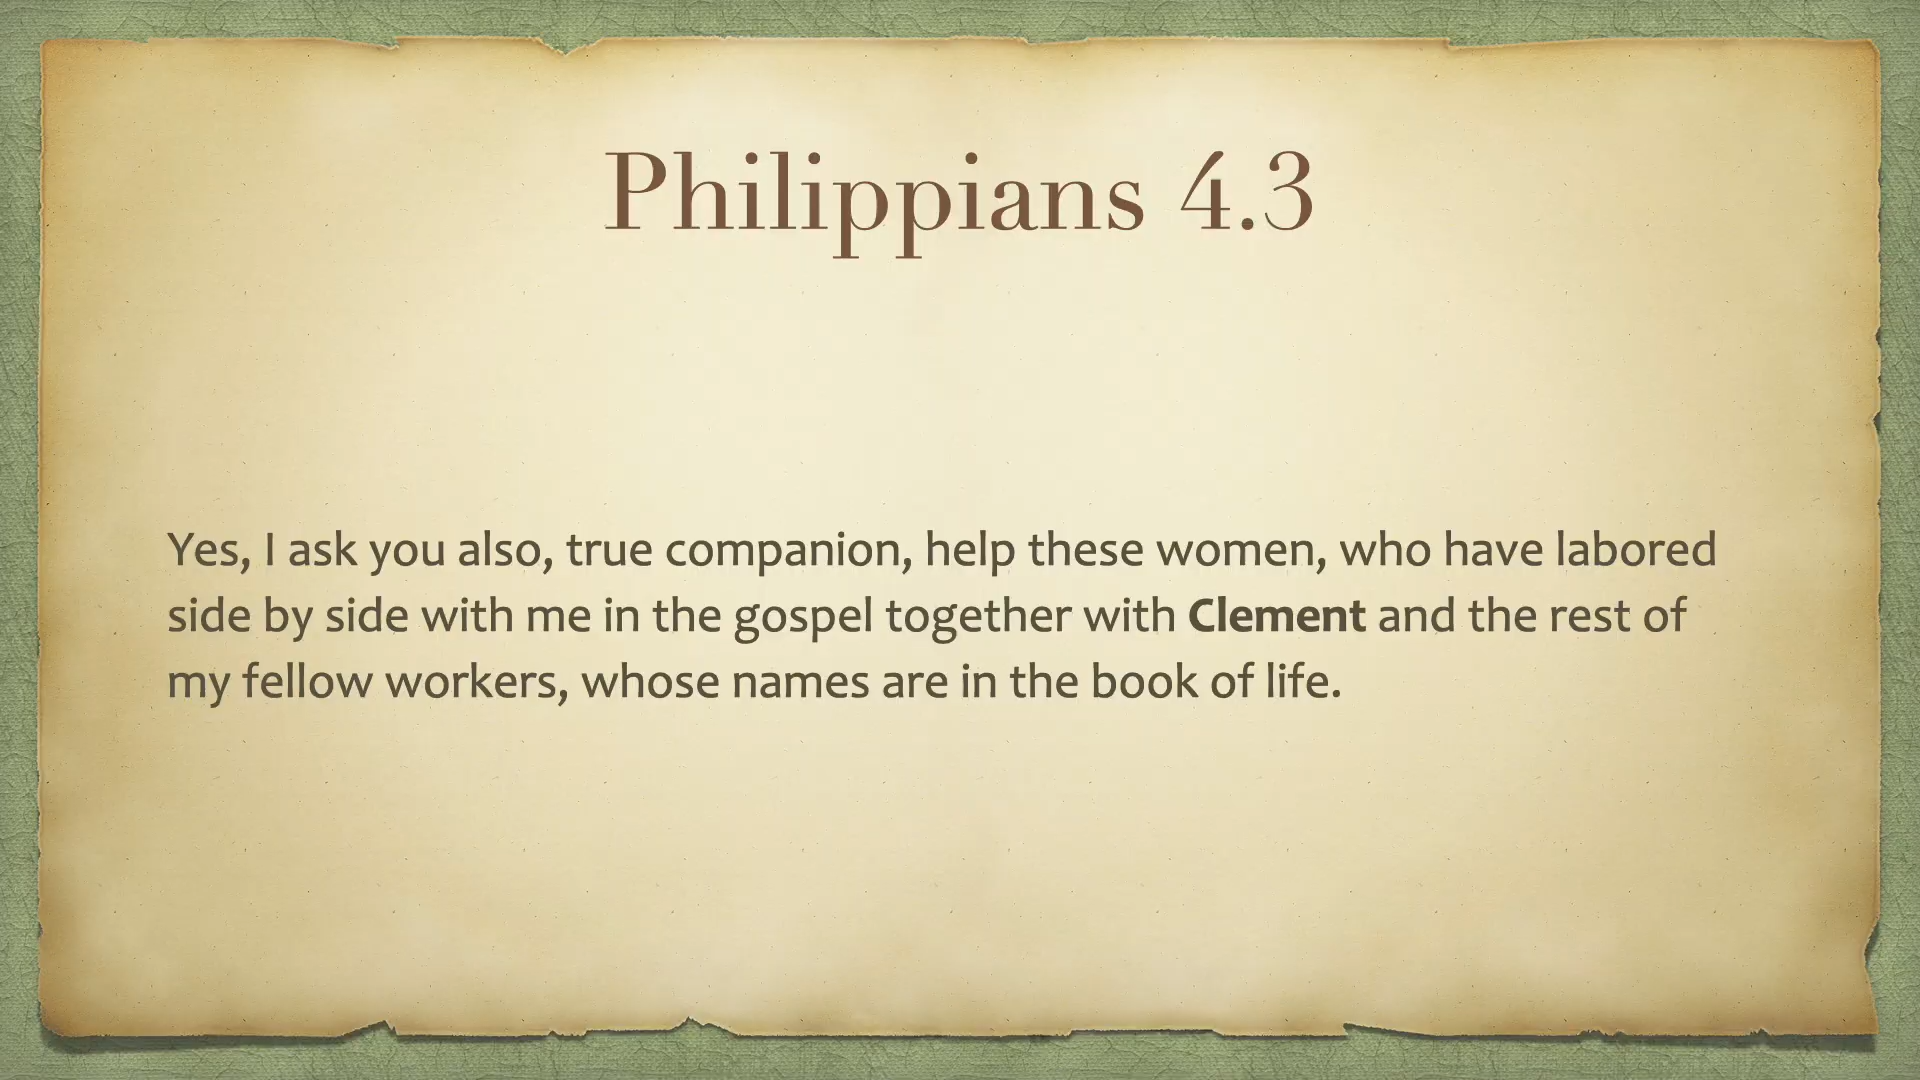 Philippians 4.3
Yes, I ask you also, true companion, help these women, who have labored
side by side with me in the gospel together with Clement and the rest of
my fellow workers, whose names are in the book of life.